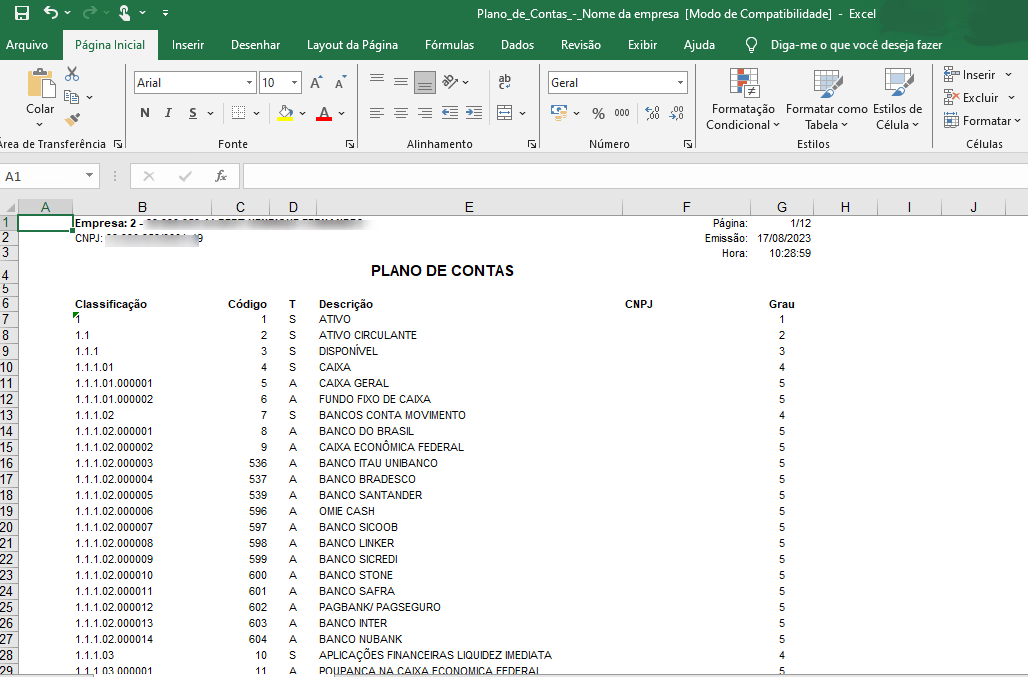 Plano_de_Contas_-_Nome da empresa [Modo de Compatibilidade] - Excel
Arquivo Página Inicial Inserir Desenhar Layout da Página Fórmulas Dados Revisão Exibir Ajuda Diga-me o que você deseja fazer
Colar
Área de Transferência
Arial 10
N I S
Fonte
ab
Alinhamento
Geral
% 000
Número
Formatação Condicional
Formatar como Tabela
Estilos de Célula
Estilos
Inserir
Excluir
Formatar
Células
A1 fx
A B C D E F G H I J
1 Empresa: 2 - Página: 1/12
2 CNPJ: Emissão: 17/08/2023
3 Hora: 10:28:59
4 PLANO DE CONTAS
5
6 Classificação Código T Descrição CNPJ Grau
7 1 1 S ATIVO 1
8 1.1 2 S ATIVO CIRCULANTE 2
9 1.1.1 3 S DISPONÍVEL 3
10 1.1.1.01 4 S CAIXA 4
11 1.1.1.01.000001 5 A CAIXA GERAL 5
12 1.1.1.01.000002 6 A FUNDO FIXO DE CAIXA 5
13 1.1.1.02 7 S BANCOS CONTA MOVIMENTO 4
14 1.1.1.02.000001 8 A BANCO DO BRASIL 5
15 1.1.1.02.000002 9 A CAIXA ECONÔMICA FEDERAL 5
16 1.1.1.02.000003 536 A BANCO ITAU UNIBANCO 5
17 1.1.1.02.000004 537 A BANCO BRADESCO 5
18 1.1.1.02.000005 539 A BANCO SANTANDER 5
19 1.1.1.02.000006 596 A OMIE CASH 5
20 1.1.1.02.000007 597 A BANCO SICOOB 5
21 1.1.1.02.000008 598 A BANCO LINKER 5
22 1.1.1.02.000009 599 A BANCO SICREDI 5
23 1.1.1.02.000010 600 A BANCO STONE 5
24 1.1.1.02.000011 601 A BANCO SAFRA 5
25 1.1.1.02.000012 602 A PAGBANK/ PAGSEGURO 5
26 1.1.1.02.000013 603 A BANCO INTER 5
27 1.1.1.02.000014 604 A BANCO NUBANK 5
28 1.1.1.03 10 S APLICAÇÕES FINANCEIRAS LIQUIDEZ IMEDIATA 4
29 1.1.1.03.000001 11 A POUPANÇA NA CAIXA ECONOMICA FEDERAL 5